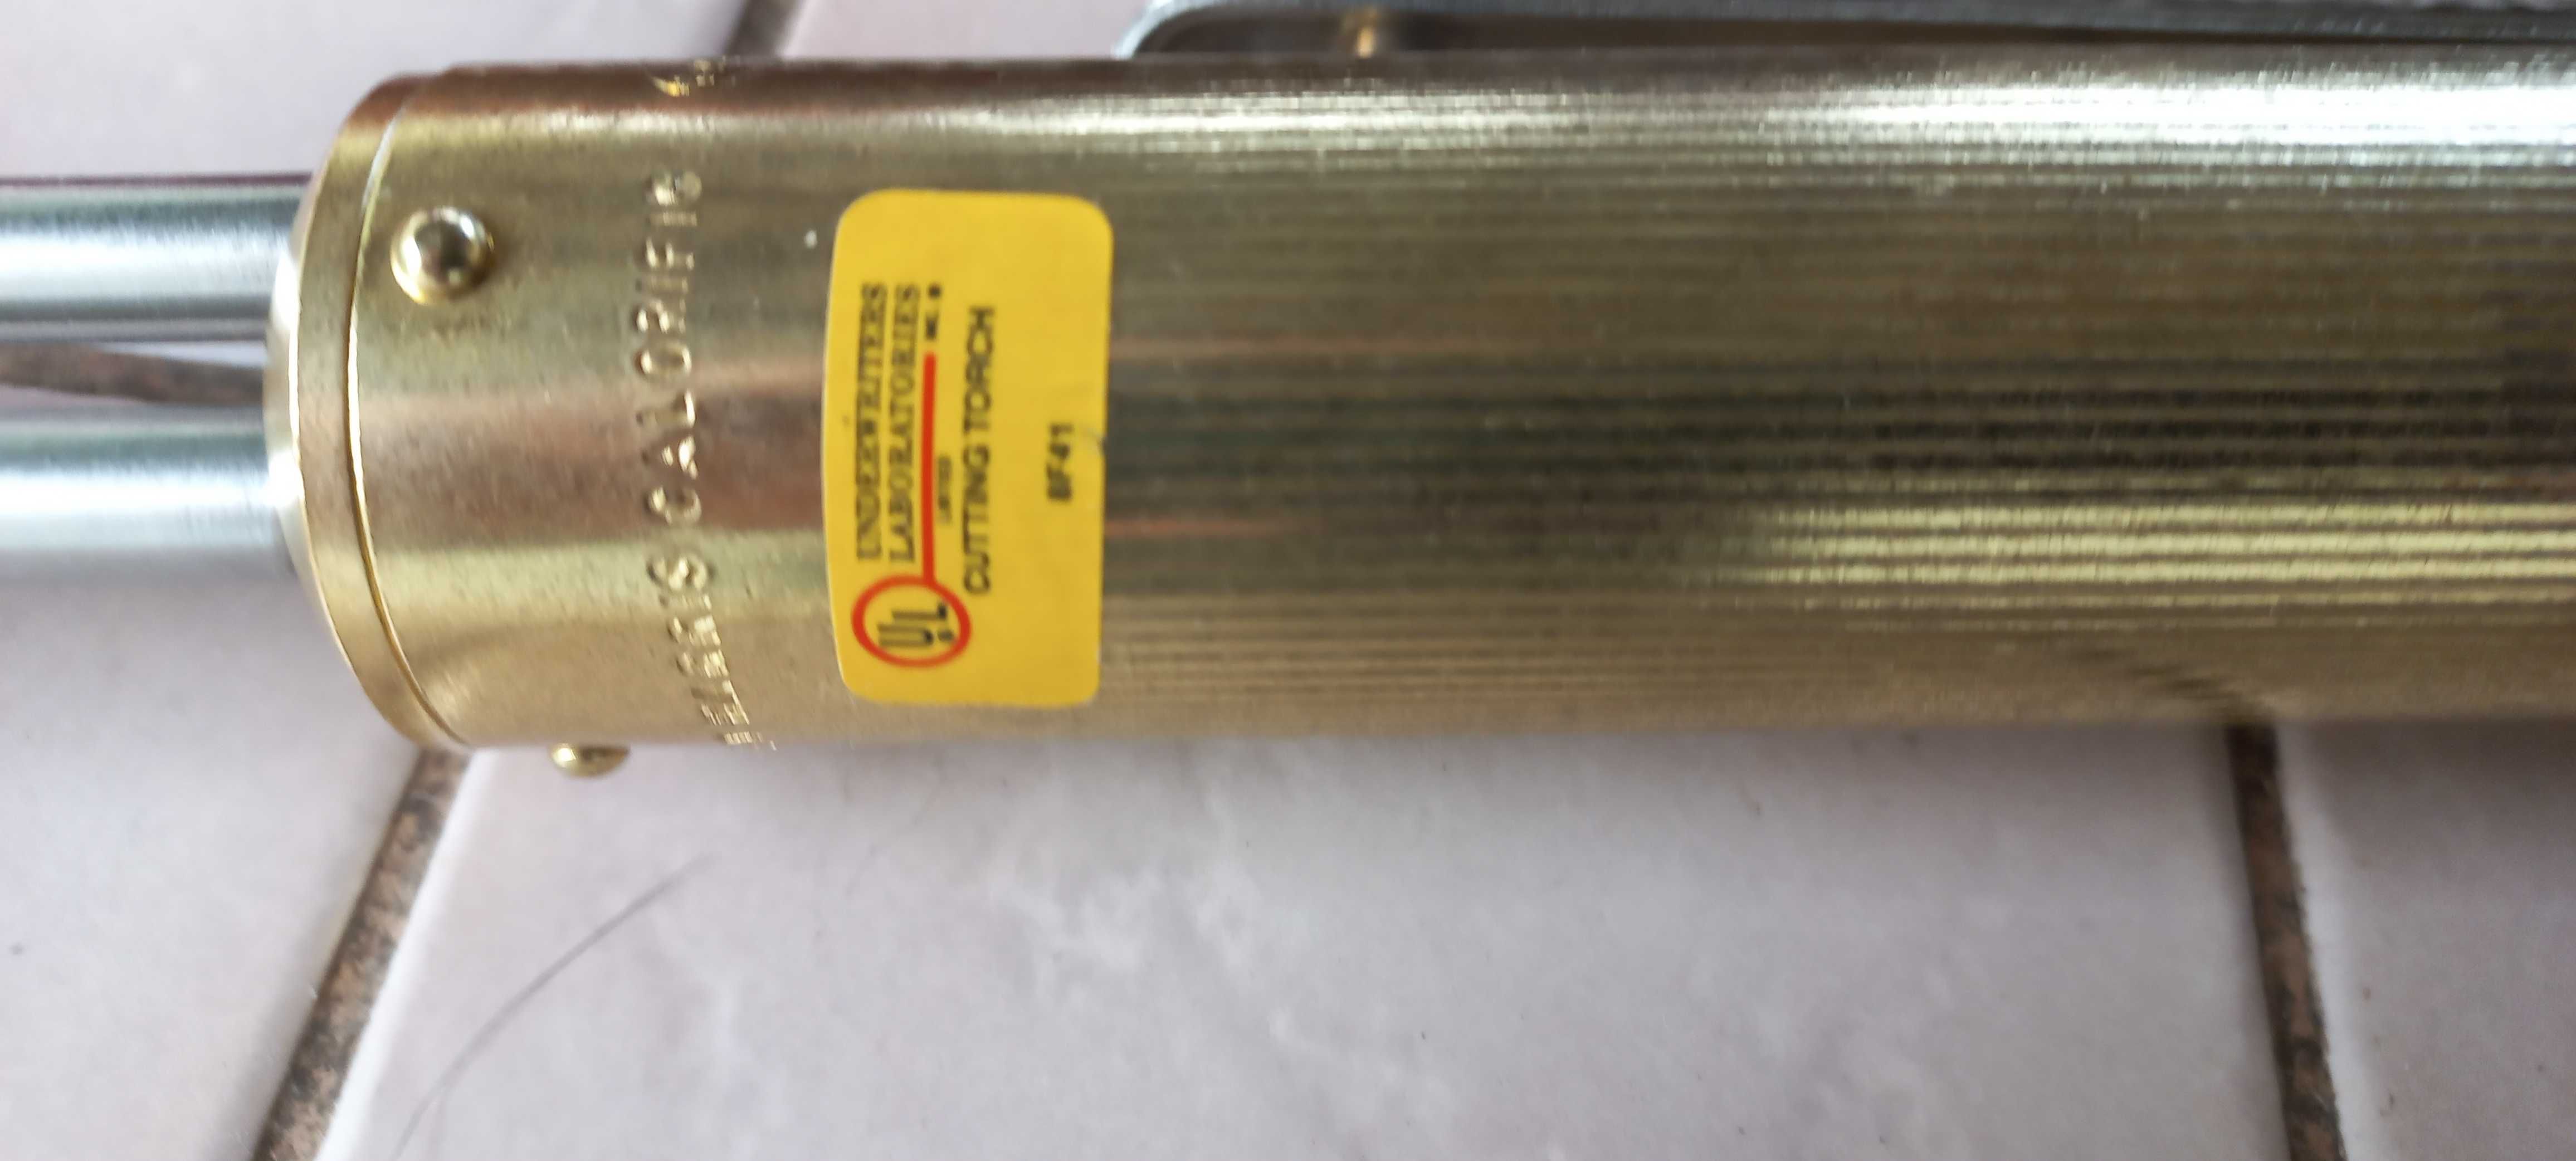 HARRIS CALORIFIC
UNDERWRITERS
LABORATORIES
INC. ®
LISTED
CUTTING TORCH
UL
8F41